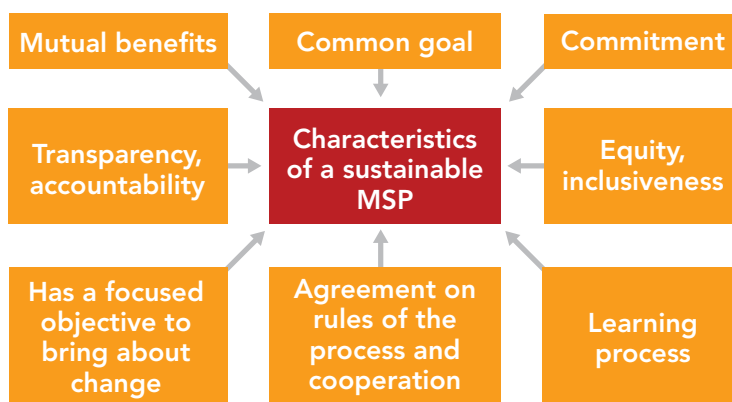 Mutual benefits
Common goal
Commitment
Transparency,
accountability
Characteristics
of a sustainable
MSP
Equity,
inclusiveness
Has a focused
objective to
bring about
change
Agreement on
rules of the
process and
cooperation
Learning
process